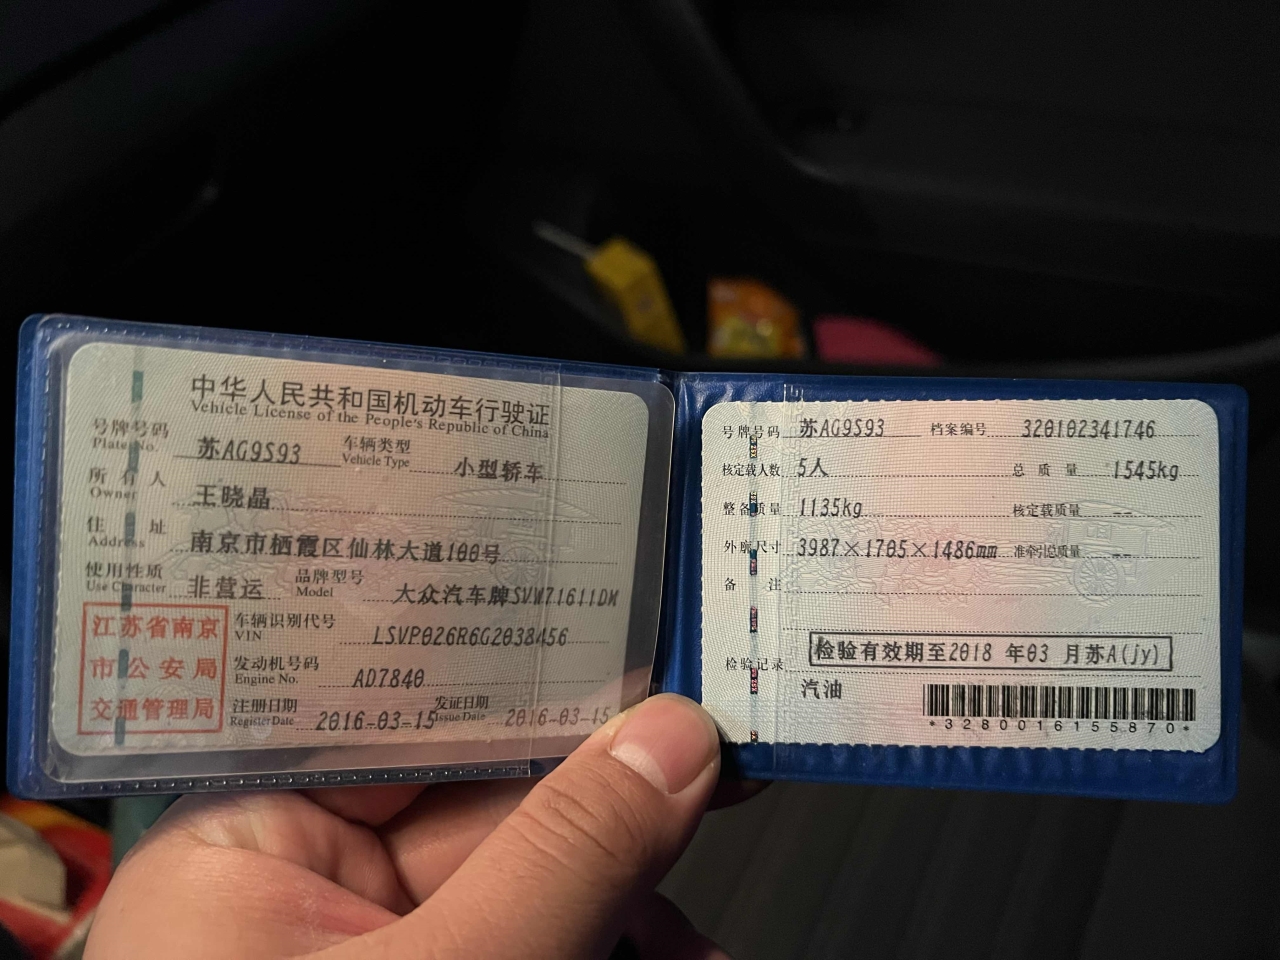 中华人民共和国机动车行驶证
Vehicle License of the People's Republic of China
号牌号码 苏AG9S93 车辆类型 小型轿车
Plate No. Vehicle Type
所有人 王晓晶
Owner
住址 南京市栖霞区仙林大道100号
Address
使用性质 非营运 品牌型号 大众汽车牌SVW71611DM
Use Character Model
江苏省南京
市公安局
交通管理局
车辆识别代号 LSVP026R6G2038456
VIN
发动机号码 AD7840
Engine No.
注册日期 2016-03-15 发证日期 2016-03-15
Register Date Issue Date
号牌号码 苏AG9S93 档案编号 320102341746
核定载人数 5人 总质量 1545kg
整备质量 1135kg 核定载质量 --
外廓尺寸 3987×1705×1486mm 准牵引总质量 --
备注
检验记录 检验有效期至2018 年03 月苏A(jy)
汽油
*3280016155870*